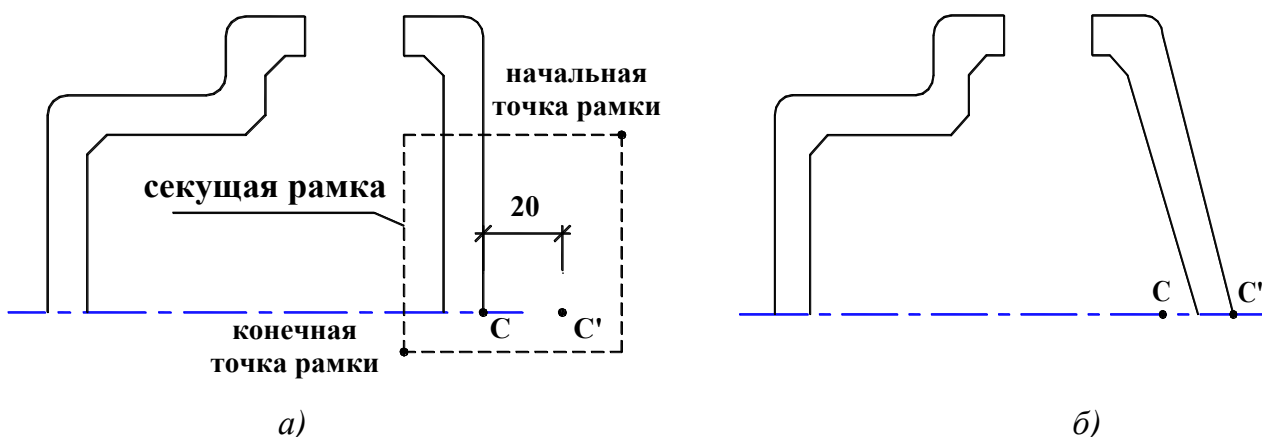 начальная
точка рамки
секущая рамка
20
C
C'
конечная
точка рамки
а)
C
C'
б)